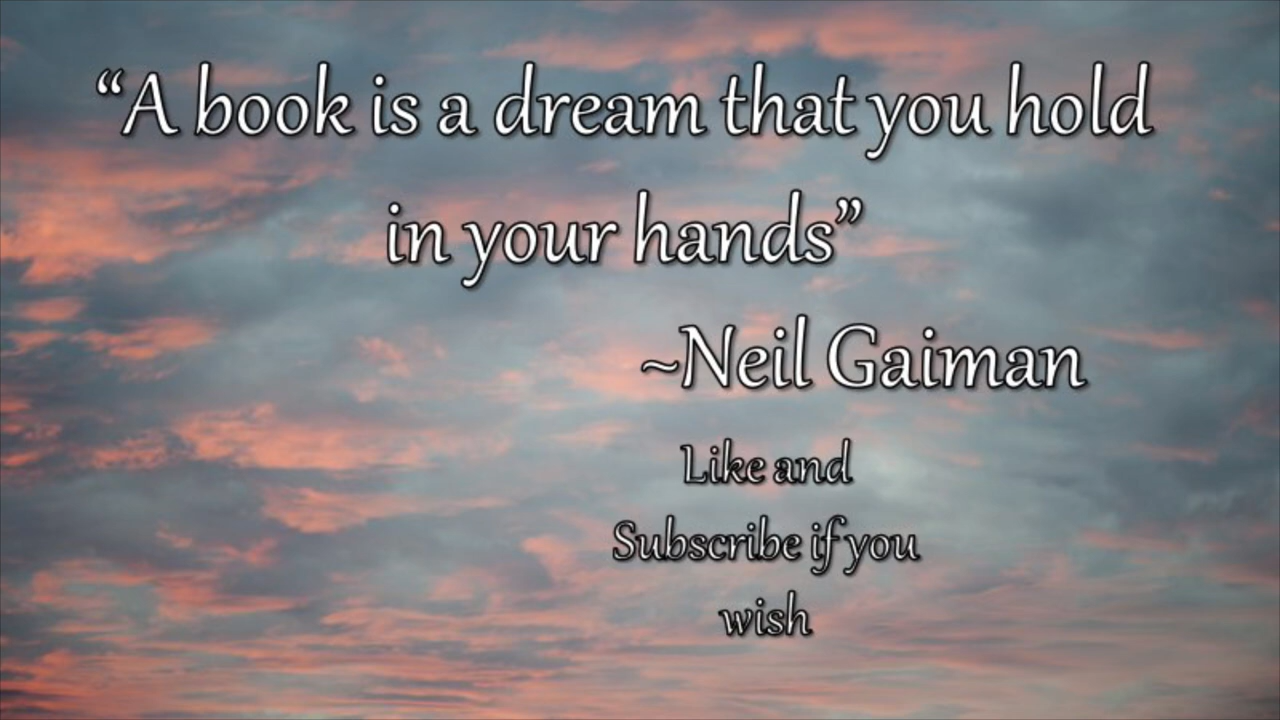 “A book is a dream that you hold
in your hands”
~Neil Gaiman
Like and
Subscribe if you
wish